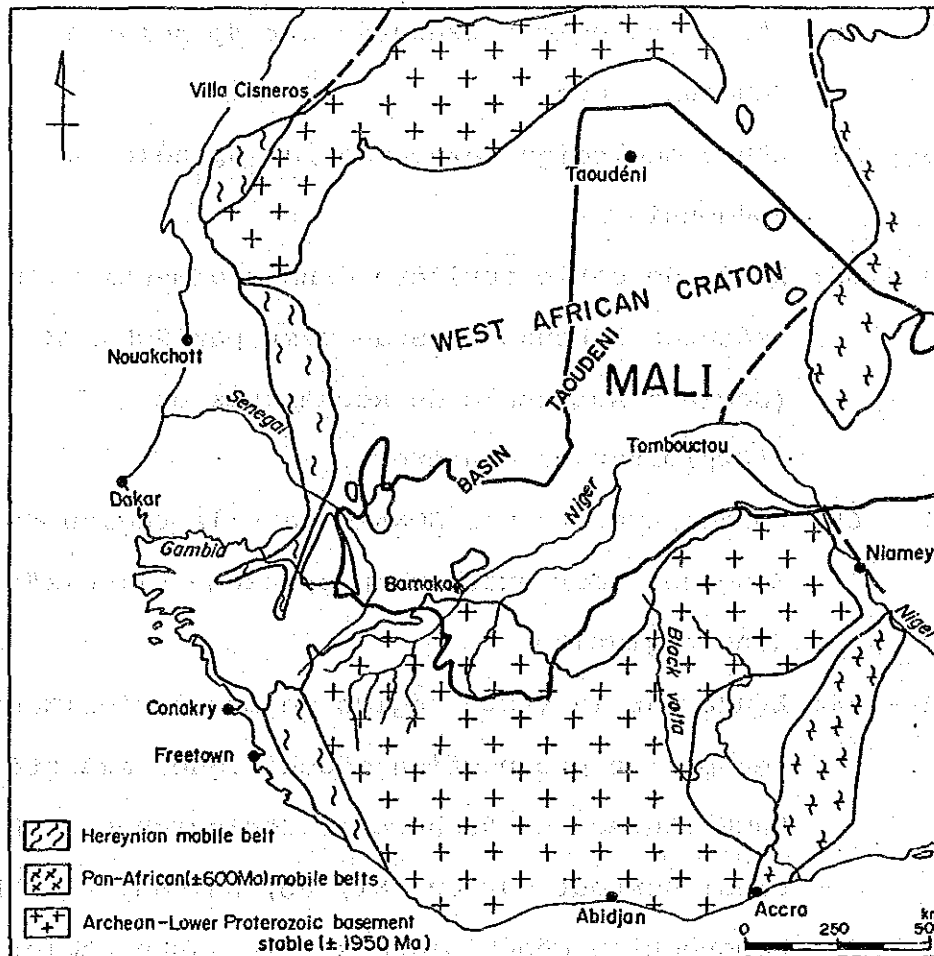 Villa Cisneros
Taoudéni
WEST AFRICAN CRATON
Nouakchott
TAOUDENI
MALI
Senegal
BASIN
Tombouctou
Dakar
Niger
Gambia
Bamako
Niamey
Niger
Black volta
Conakry
Freetown
Hereynian mobile belt
Pan-African(±600Ma) mobile belts
Archean-Lower Proterozoic basement
stable (± 1950 Ma)
Abidjan
Accra
0 250